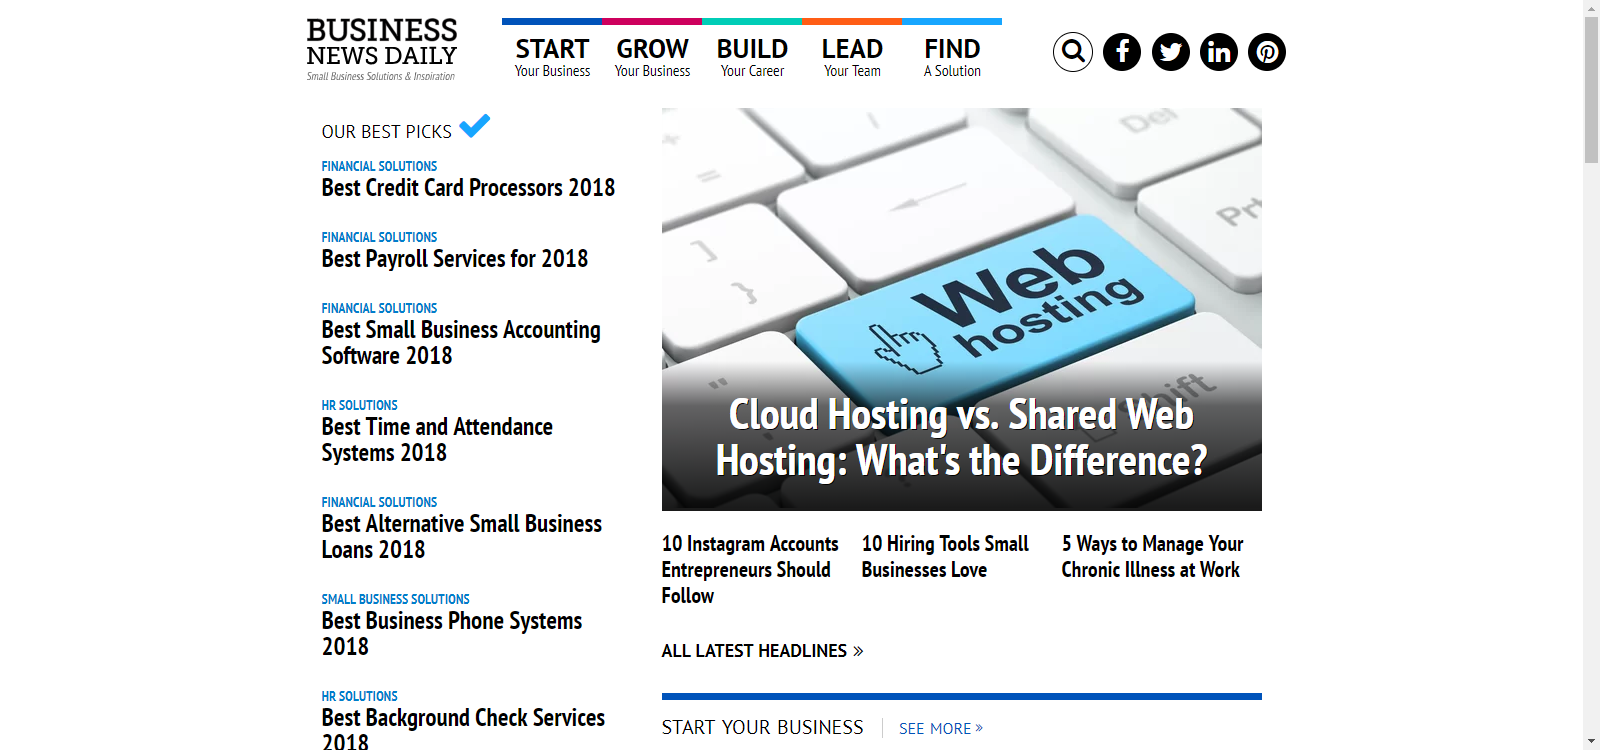 BUSINESS
NEWS DAILY
Small Business Solutions & Inspiration
START
Your Business
GROW
Your Business
BUILD
Your Career
LEAD
Your Team
FIND
A Solution
OUR BEST PICKS
FINANCIAL SOLUTIONS
Best Credit Card Processors 2018
FINANCIAL SOLUTIONS
Best Payroll Services for 2018
FINANCIAL SOLUTIONS
Best Small Business Accounting
Software 2018
HR SOLUTIONS
Best Time and Attendance
Systems 2018
FINANCIAL SOLUTIONS
Best Alternative Small Business
Loans 2018
SMALL BUSINESS SOLUTIONS
Best Business Phone Systems
2018
HR SOLUTIONS
Best Background Check Services
2018
Del
Prt
Web
hosting
Shift
Cloud Hosting vs. Shared Web
Hosting: What's the Difference?
10 Instagram Accounts
Entrepreneurs Should
Follow
10 Hiring Tools Small
Businesses Love
5 Ways to Manage Your
Chronic Illness at Work
ALL LATEST HEADLINES »
START YOUR BUSINESS
SEE MORE »